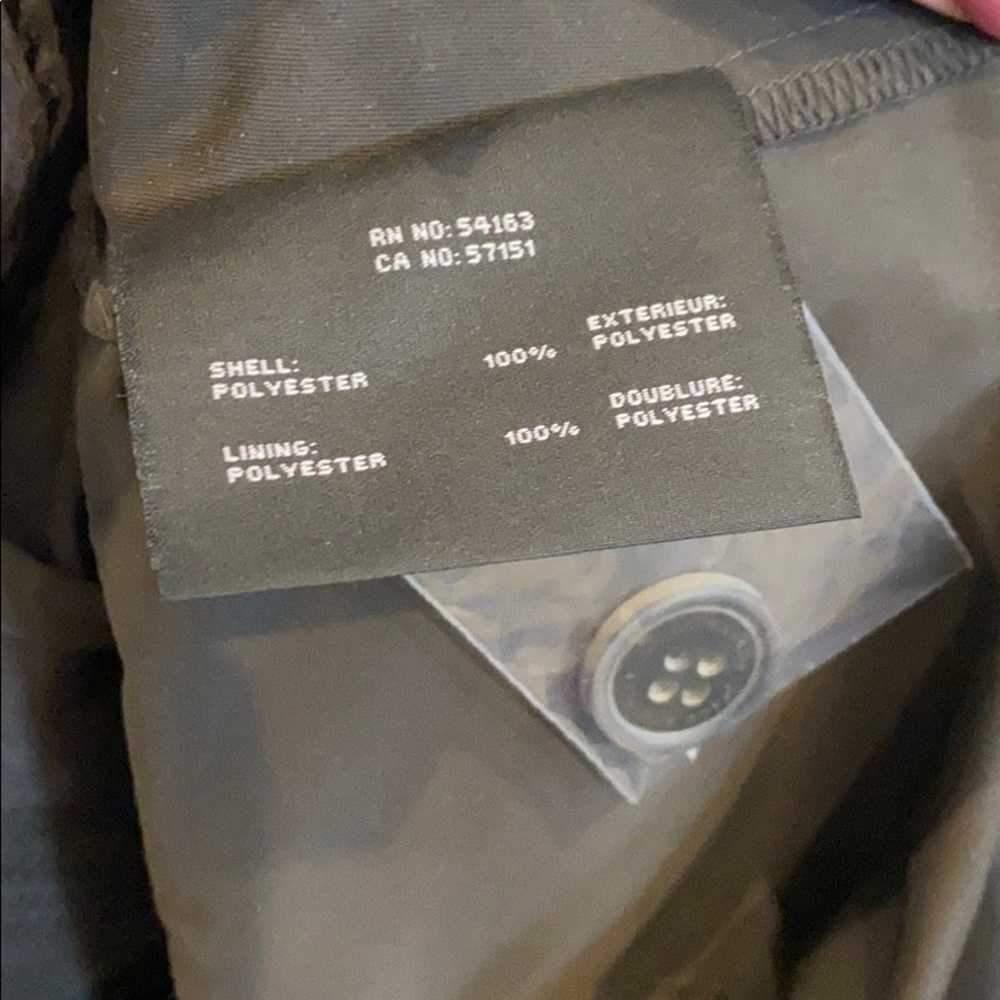 RN NO: 54163
CA NO: 57151
SHELL:
POLYESTER
100%
EXTERIEUR:
POLYESTER
LINING:
POLYESTER
100%
DOUBLURE:
POLYESTER